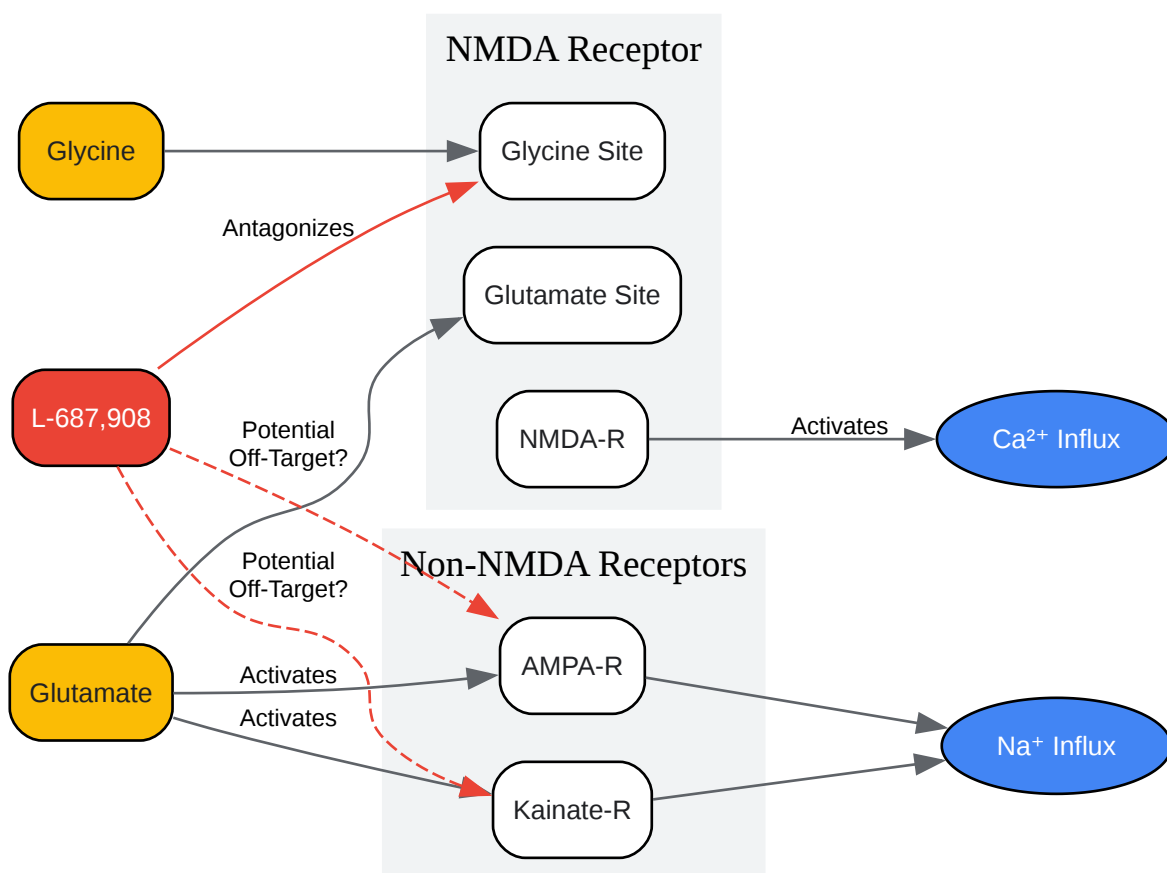 NMDA Receptor
Glycine
Glycine Site
Antagonizes
Glutamate Site
L-687,908
Potential
Off-Target?
NMDA-R
Activates
Ca²⁺ Influx
Non-NMDA Receptors
Potential
Off-Target?
Glutamate
Activates
AMPA-R
Activates
Na⁺ Influx
Kainate-R